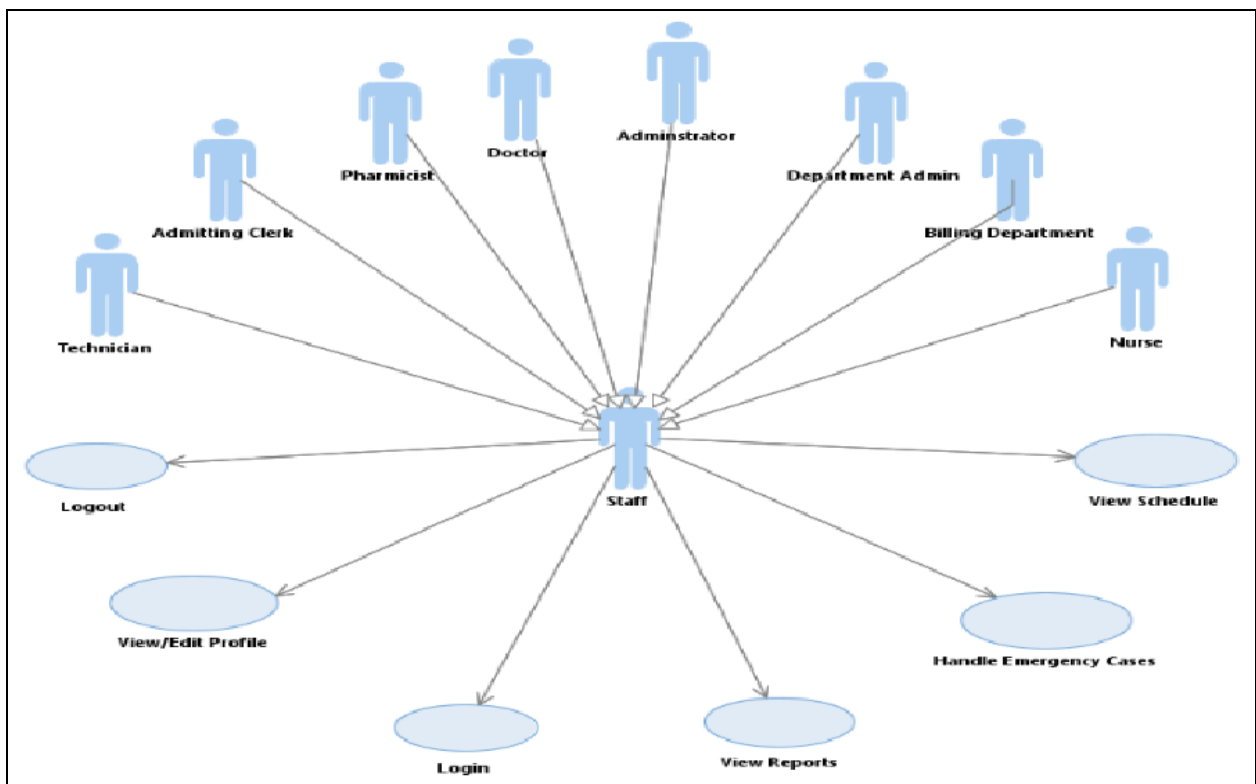 Adminstrator
Doctor
Pharmicist
Department Admin
Admitting Clerk
Billing Department
Technician
Nurse
Staff
Logout
View Schedule
View/Edit Profile
Handle Emergency Cases
Login
View Reports